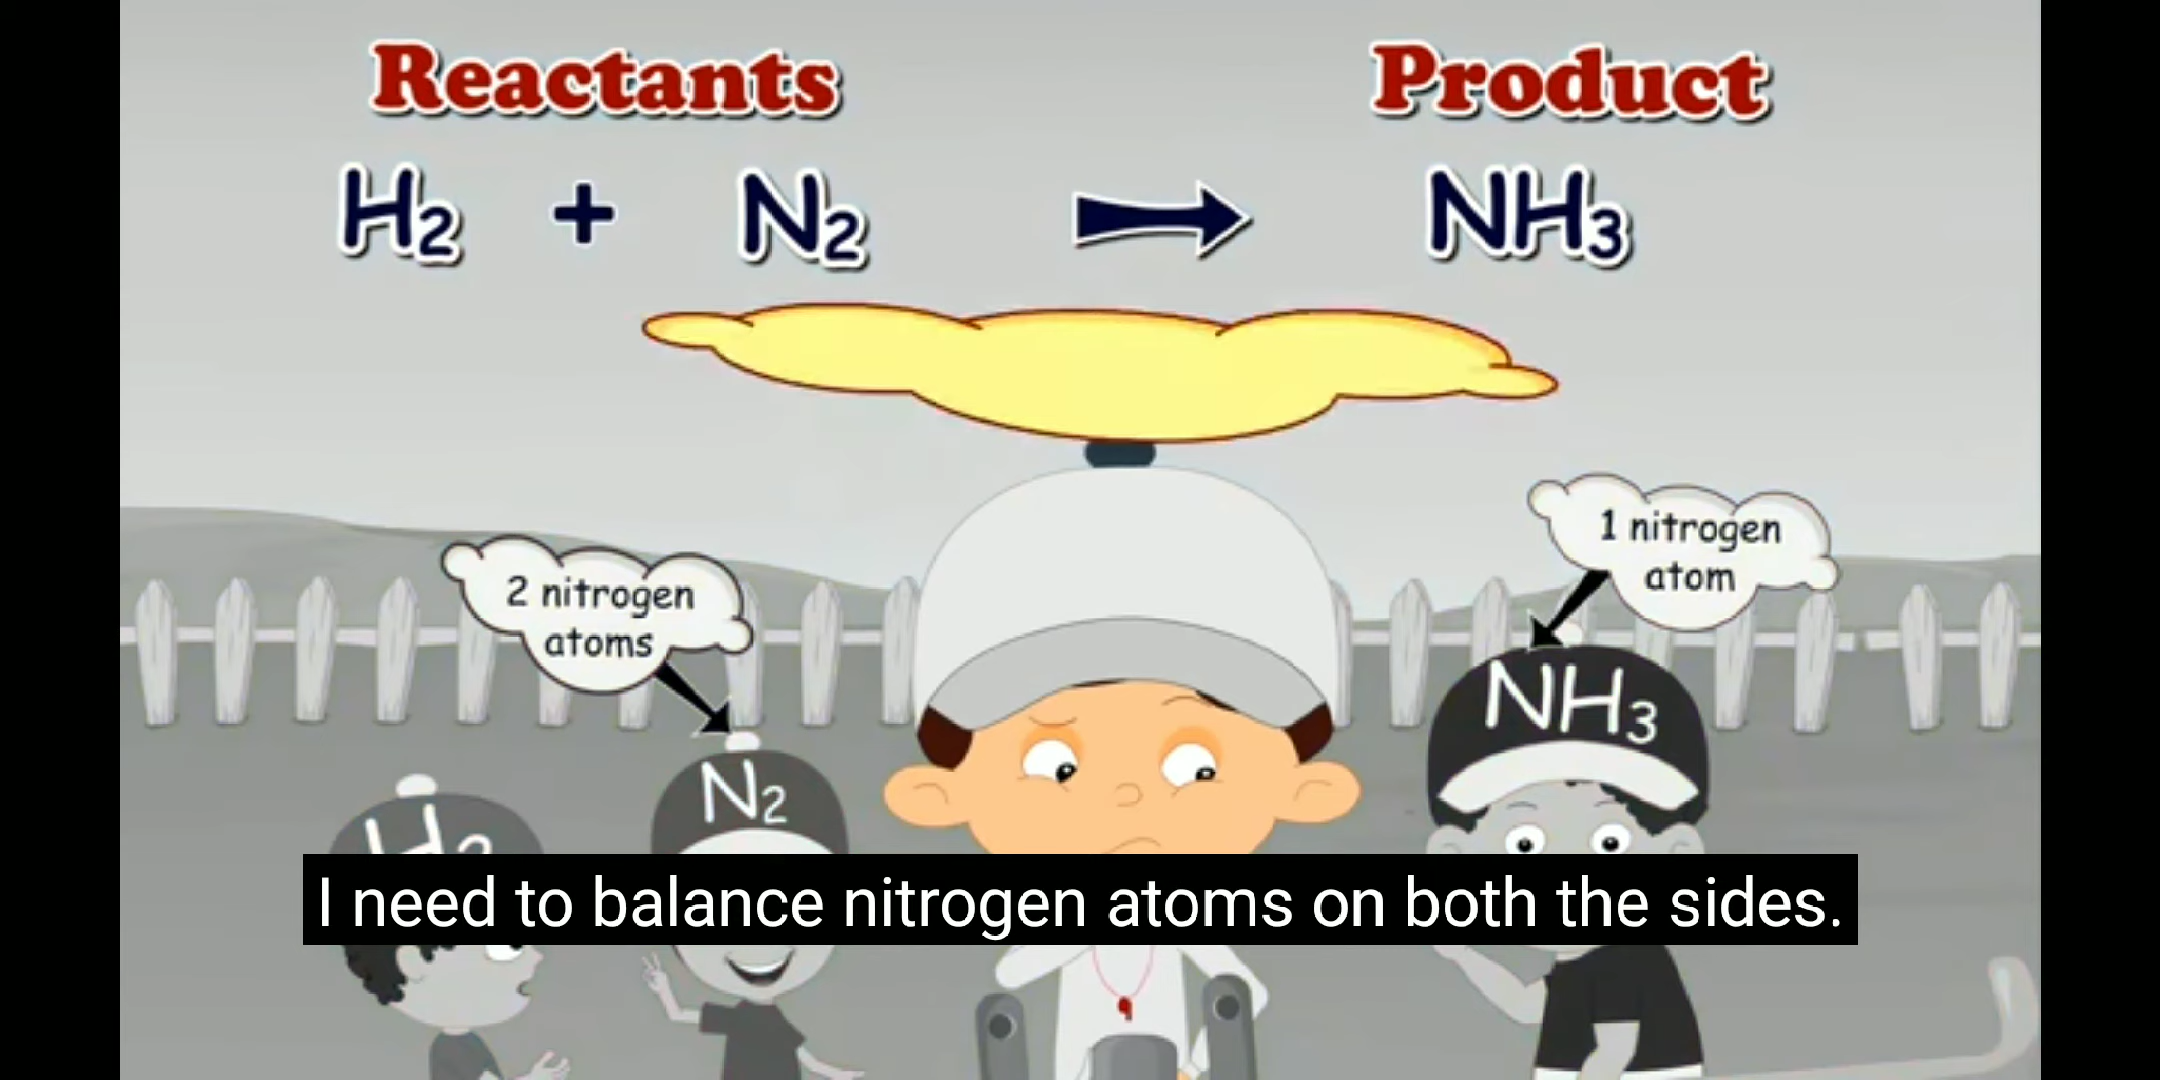 Reactants
Product
H₂ + N₂ → NH₃
2 nitrogen
atoms
1 nitrogen
atom
H₂
N₂
NH₃
I need to balance nitrogen atoms on both the sides.